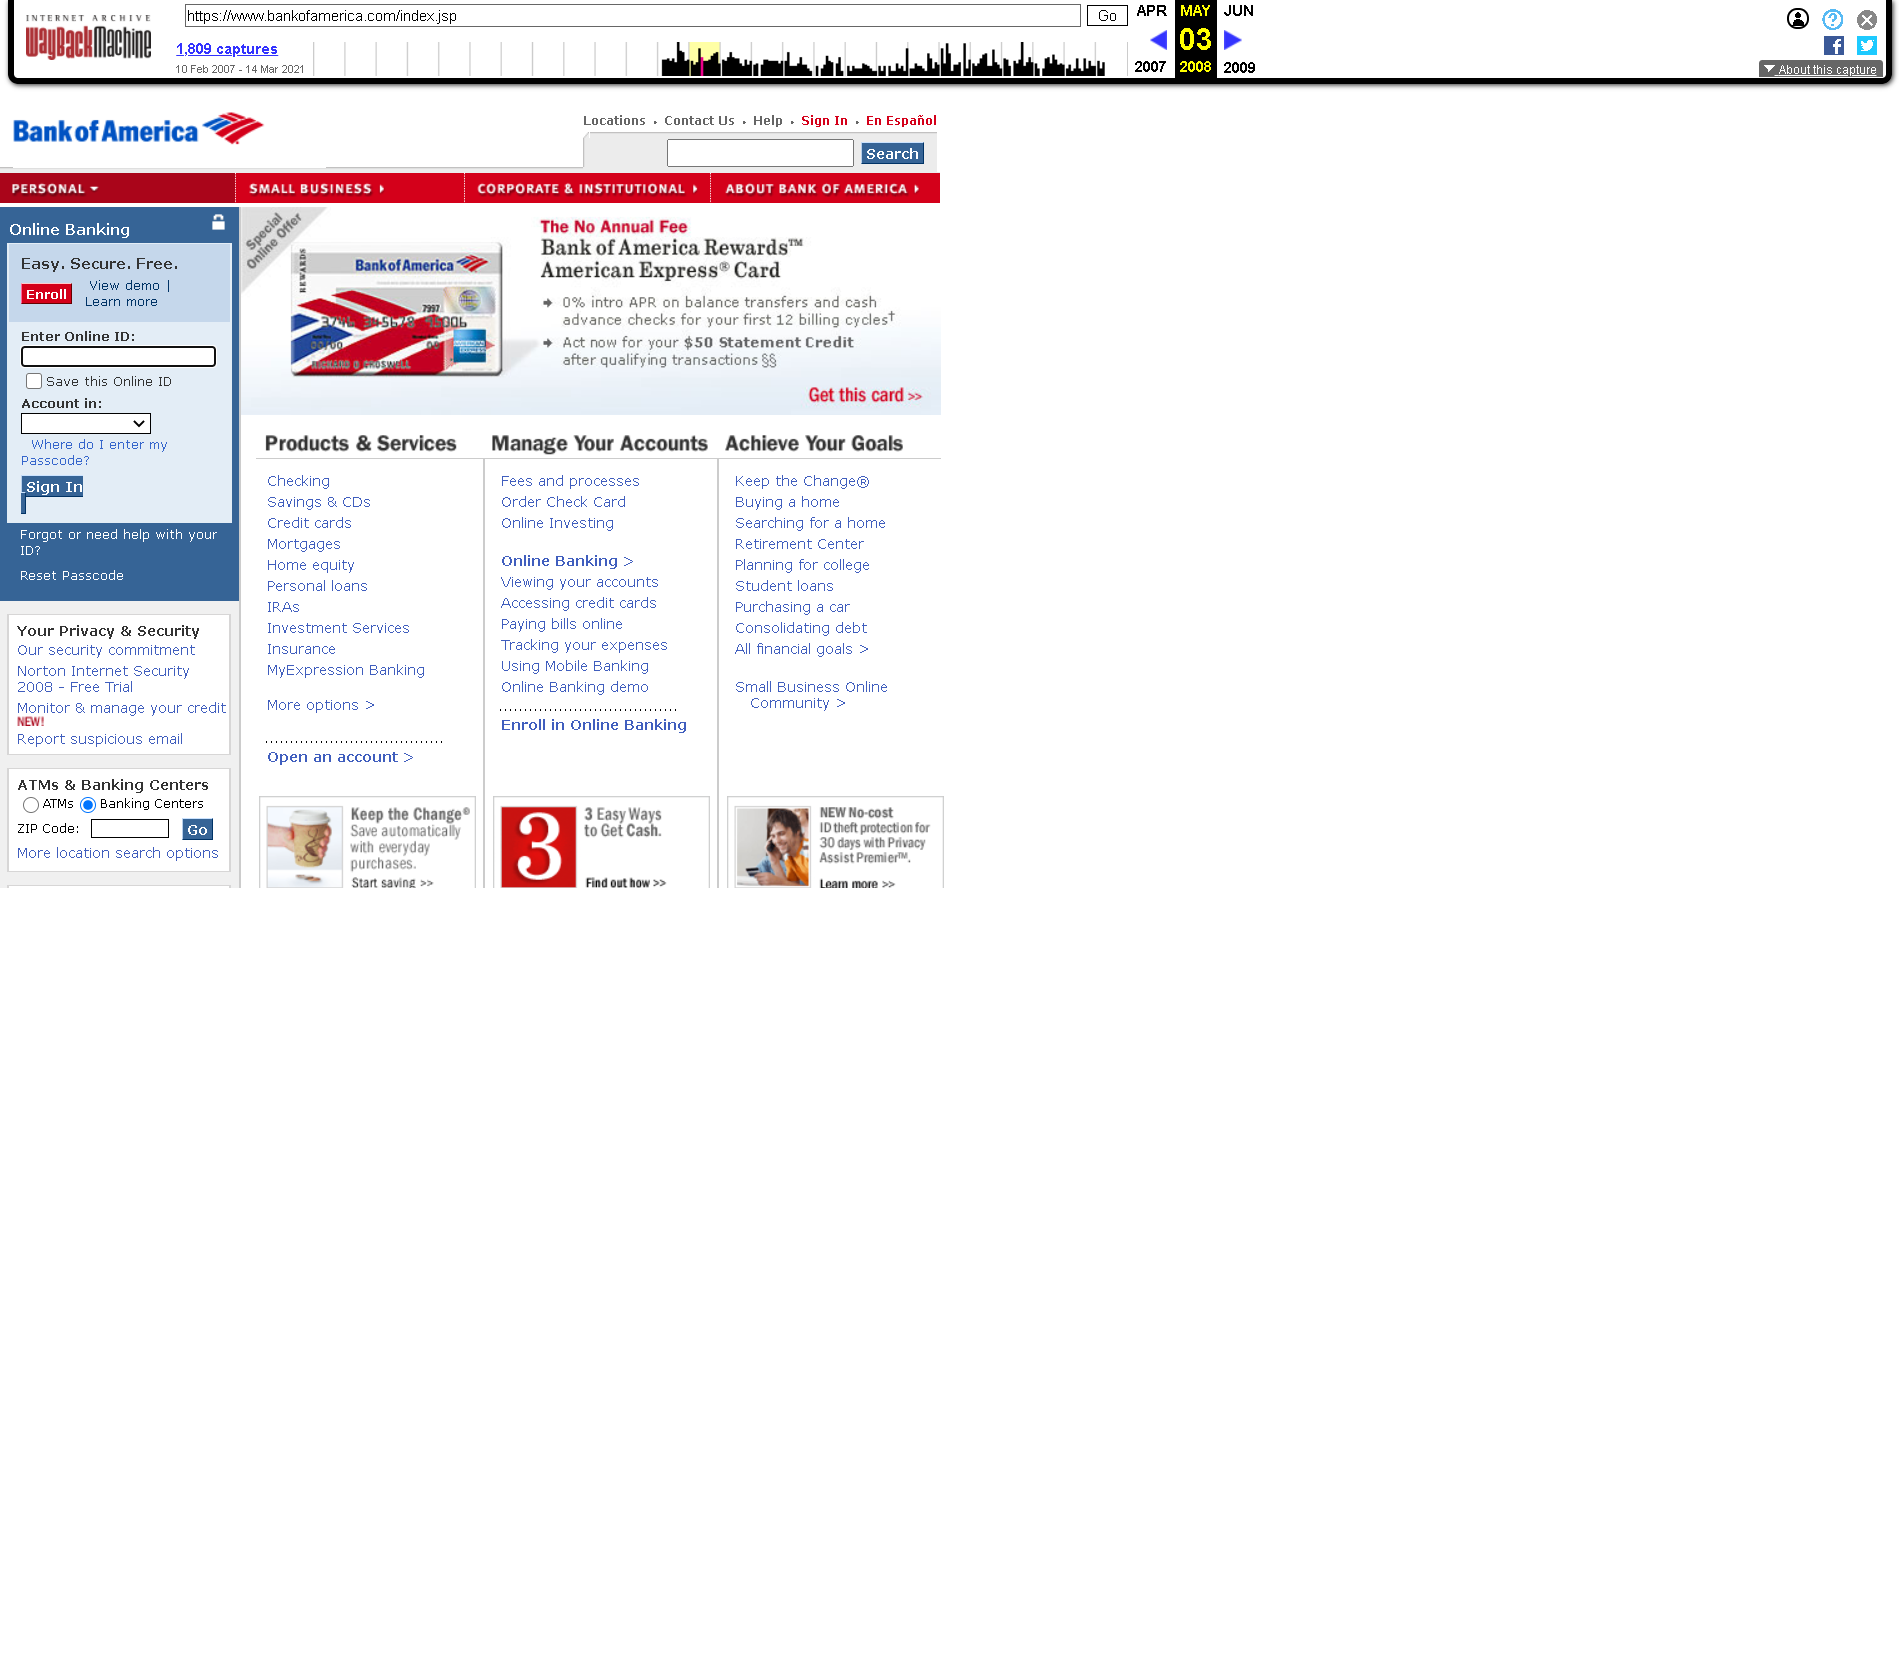 INTERNET ARCHIVE
WayBackMachine
https://www.bankofamerica.com/index.jsp
Go
APR MAY JUN
1,809 captures
03
10 Feb 2007 - 14 Mar 2021
2007 2008 2009
About this capture
Bank of America
Locations • Contact Us • Help • Sign In • En Español
Search
PERSONAL
SMALL BUSINESS
CORPORATE & INSTITUTIONAL
ABOUT BANK OF AMERICA
Online Banking
Easy. Secure. Free.
Enroll
View demo |
Learn more
Enter Online ID:
Save this Online ID
Account in:
Where do I enter my
Passcode?
Sign In
Forgot or need help with your
ID?
Reset Passcode
Special
Online Offer
REWARDS
Bank of America
7997
AMERICAN EXPRESS
The No Annual Fee
Bank of America Rewards™
American Express® Card
0% intro APR on balance transfers and cash
advance checks for your first 12 billing cycles†
Act now for your $50 Statement Credit
after qualifying transactions §§
Get this card >>
Products & Services
Checking
Savings & CDs
Credit cards
Mortgages
Home equity
Personal loans
IRAs
Investment Services
Insurance
MyExpression Banking
More options >
Open an account >
Manage Your Accounts
Fees and processes
Order Check Card
Online Investing
Online Banking >
Viewing your accounts
Accessing credit cards
Paying bills online
Tracking your expenses
Using Mobile Banking
Online Banking demo
Enroll in Online Banking
Achieve Your Goals
Keep the Change®
Buying a home
Searching for a home
Retirement Center
Planning for college
Student loans
Purchasing a car
Consolidating debt
All financial goals >
Small Business Online
Community >
Your Privacy & Security
Our security commitment
Norton Internet Security
2008 - Free Trial
Monitor & manage your credit
NEW!
Report suspicious email
ATMs & Banking Centers
ATMs Banking Centers
ZIP Code:
Go
More location search options
Keep the Change®
Save automatically
with everyday
purchases.
Start saving >>
3
3 Easy Ways
to Get Cash.
Find out how >>
NEW No-cost
ID theft protection for
30 days with Privacy
Assist Premier™.
Learn more >>